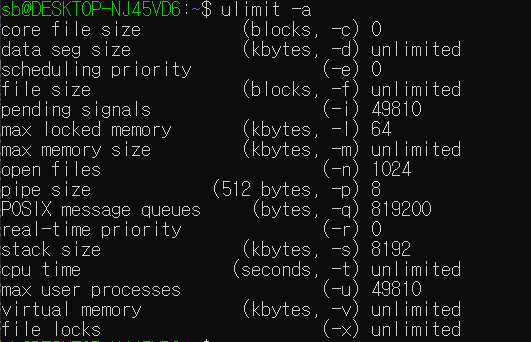 sb@DESKTOP-NJ45VD6:~$ ulimit -a
core file size (blocks, -c) 0
data seg size (kbytes, -d) unlimited
scheduling priority (-e) 0
file size (blocks, -f) unlimited
pending signals (-i) 49810
max locked memory (kbytes, -l) 64
max memory size (kbytes, -m) unlimited
open files (-n) 1024
pipe size (512 bytes, -p) 8
POSIX message queues (bytes, -q) 819200
real-time priority (-r) 0
stack size (kbytes, -s) 8192
cpu time (seconds, -t) unlimited
max user processes (-u) 49810
virtual memory (kbytes, -v) unlimited
file locks (-x) unlimited